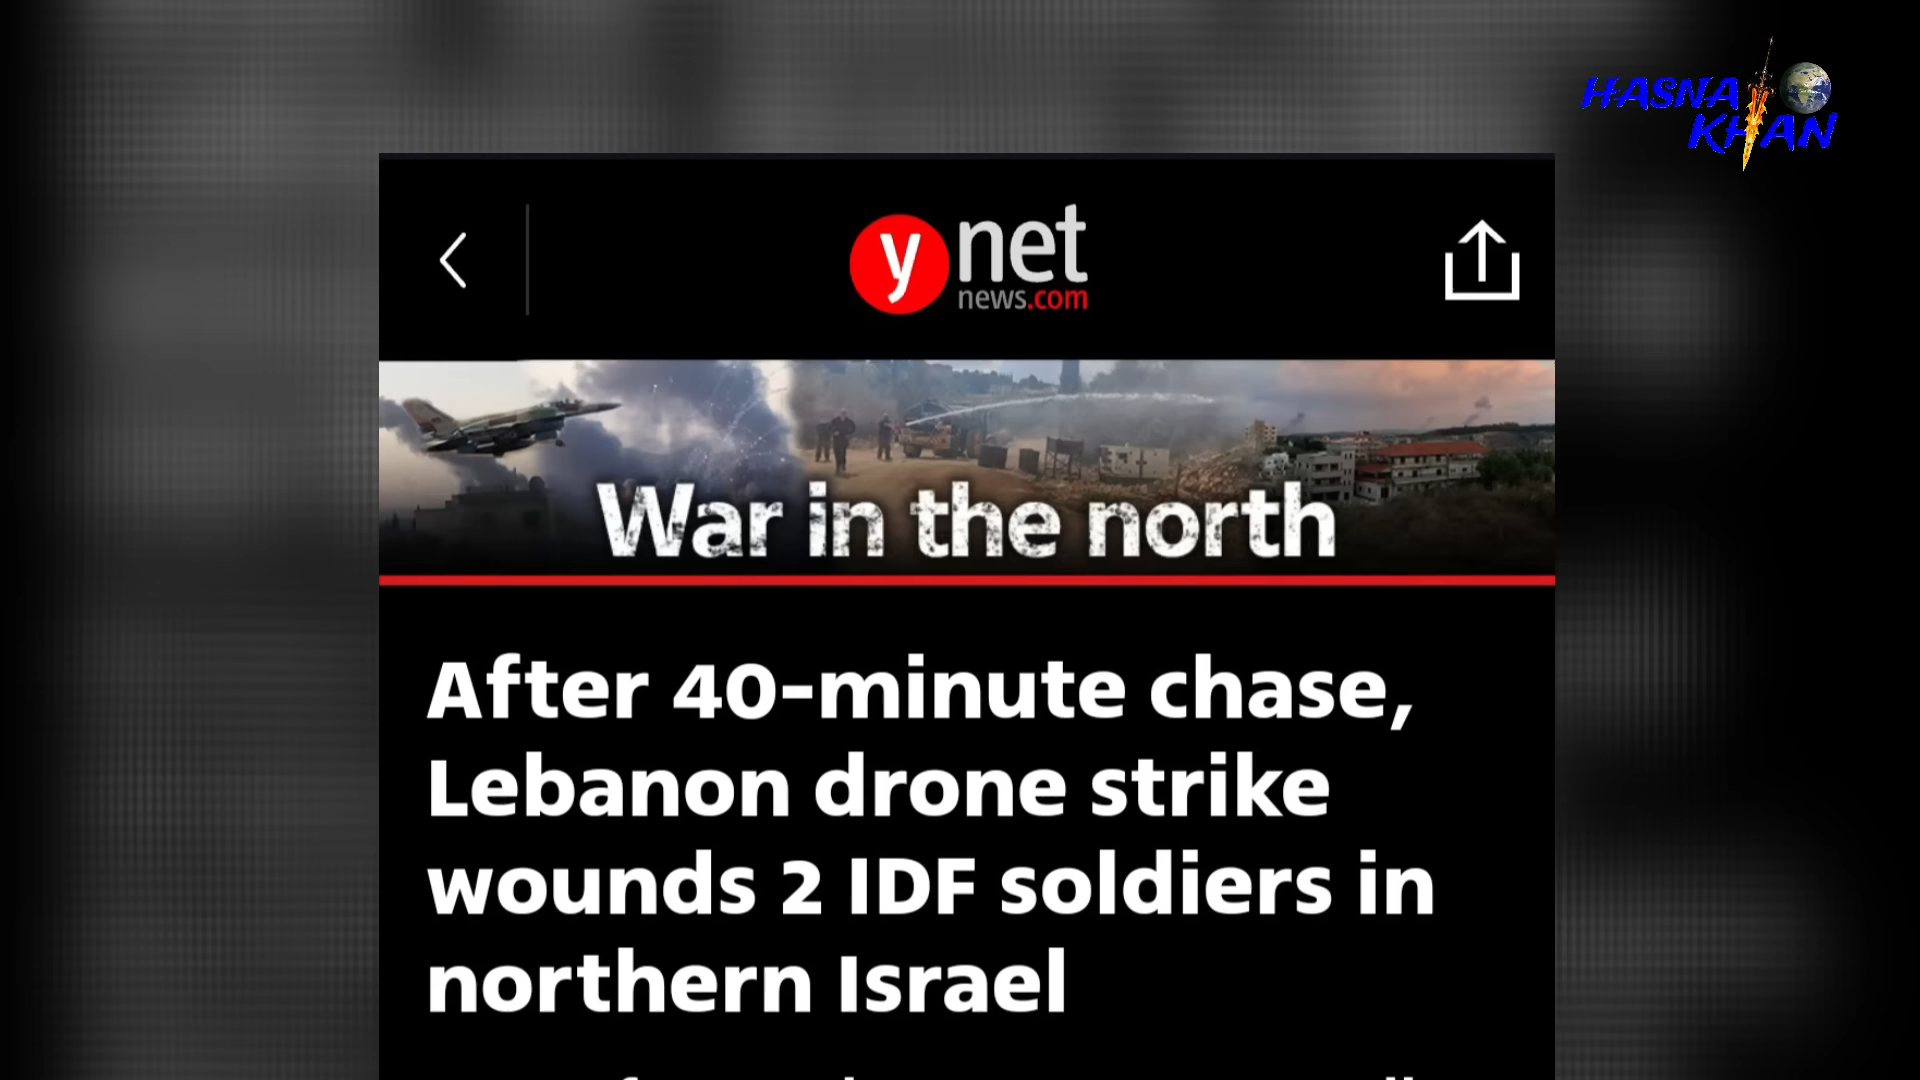 HASNA
KHAN
ynet
news.com
War in the north
After 40-minute chase,
Lebanon drone strike
wounds 2 IDF soldiers in
northern Israel